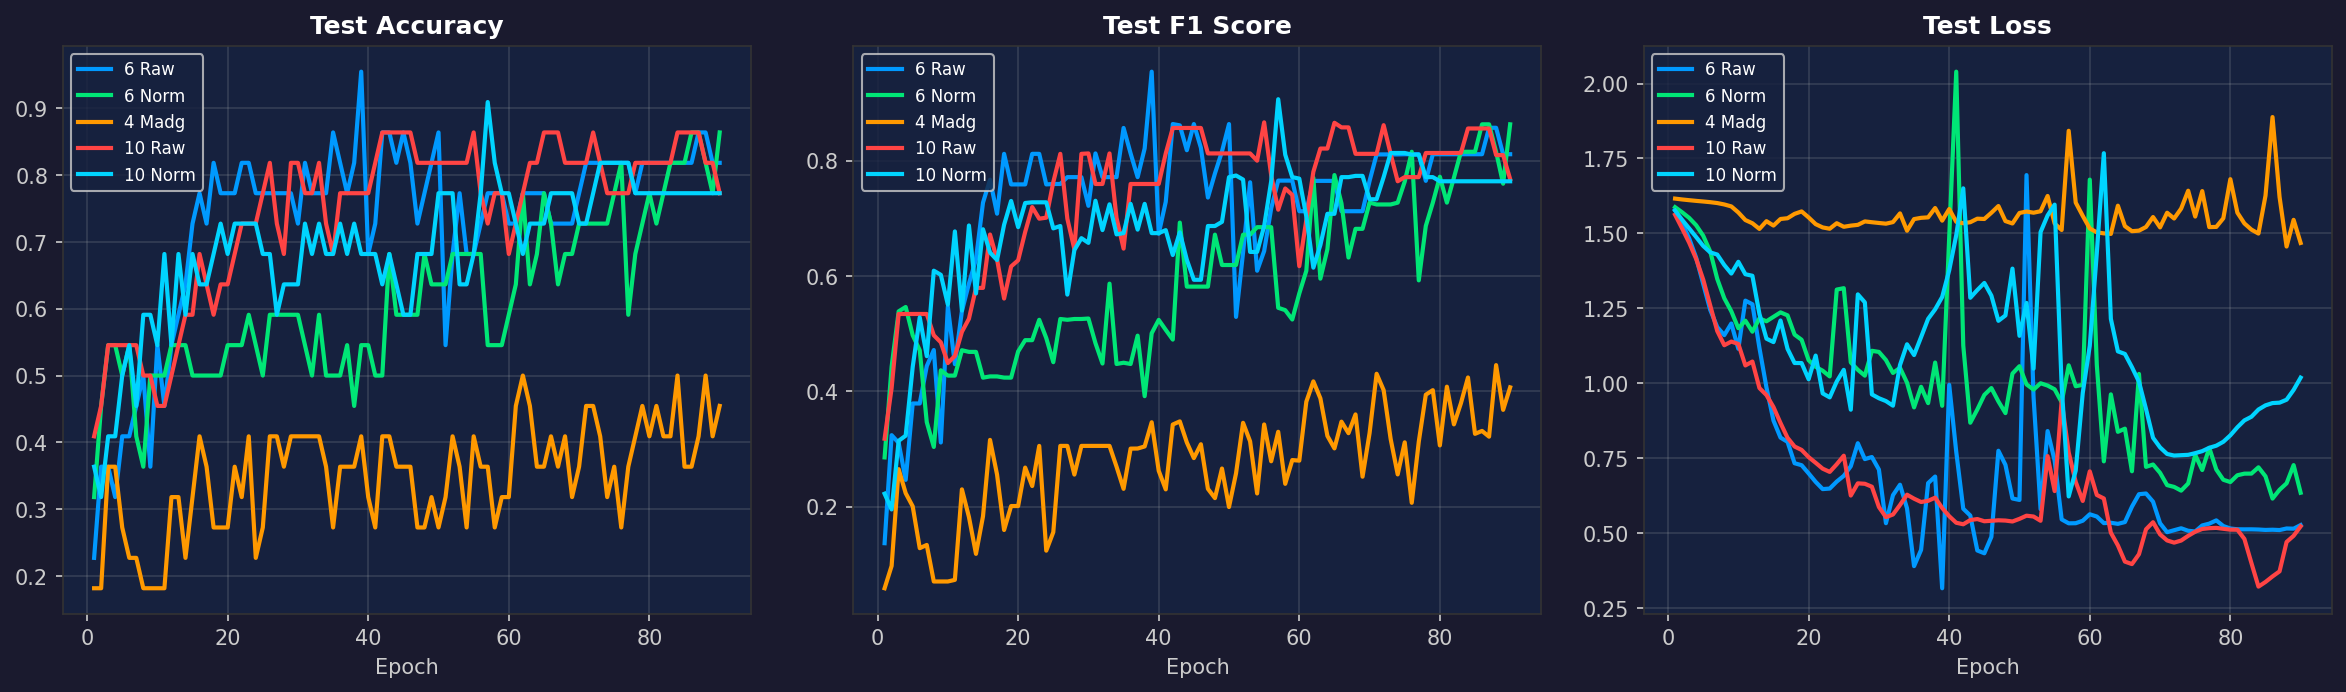 Test Accuracy
6 Raw
6 Norm
4 Madg
10 Raw
10 Norm
0.9
0.8
0.7
0.6
0.5
0.4
0.3
0.2
0 20 40 60 80
Epoch
Test F1 Score
6 Raw
6 Norm
4 Madg
10 Raw
10 Norm
0.8
0.6
0.4
0.2
0 20 40 60 80
Epoch
Test Loss
6 Raw
6 Norm
4 Madg
10 Raw
10 Norm
2.00
1.75
1.50
1.25
1.00
0.75
0.50
0.25
0 20 40 60 80
Epoch